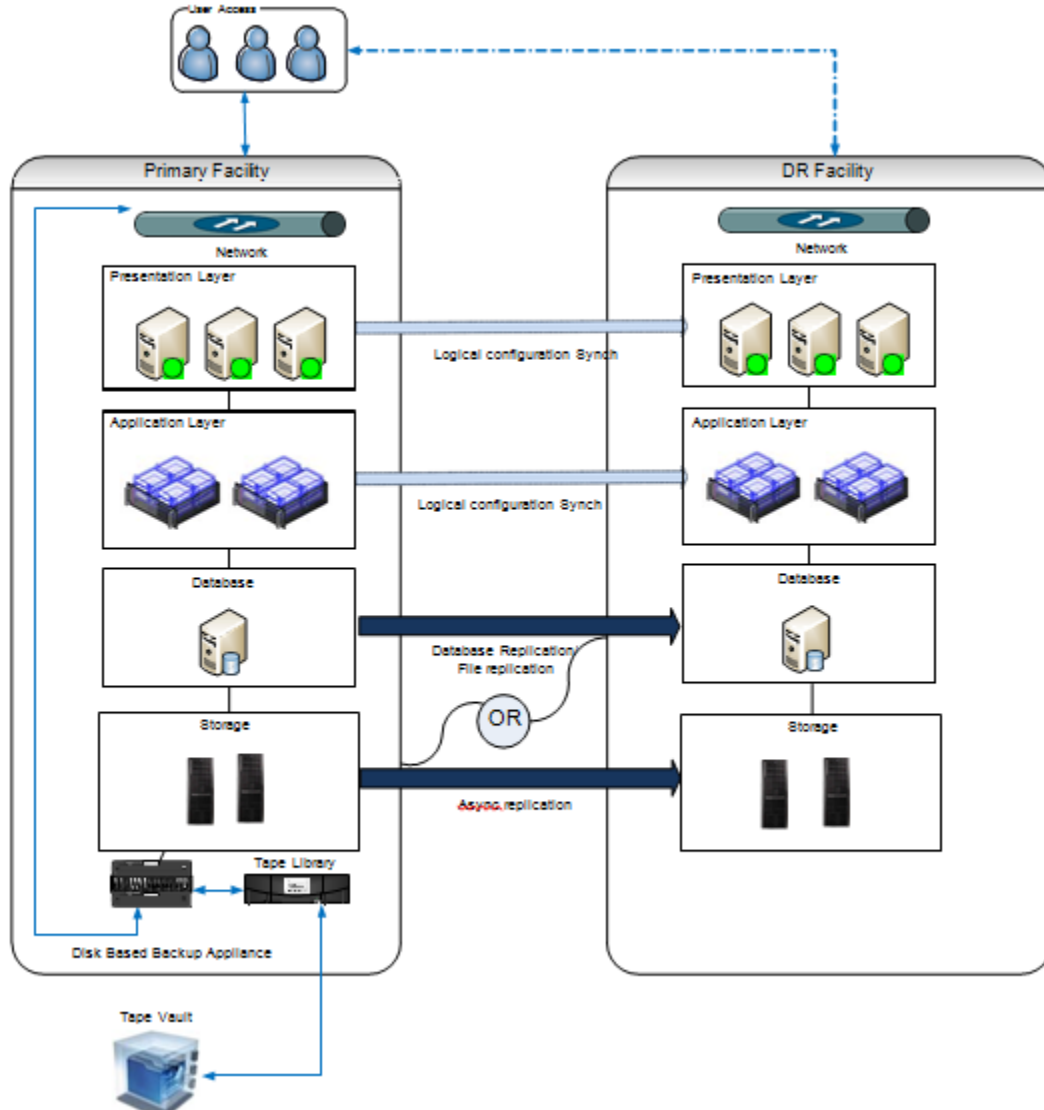 User Access
Primary Facility
DR Facility
Network
Network
Presentation Layer
Presentation Layer
Logical configuration Synch
Application Layer
Application Layer
Logical configuration Synch
Database
Database
Database Replication/
File replication
OR
Storage
Storage
Async replication
Tape Library
Disk Based Backup Appliance
Tape Vault